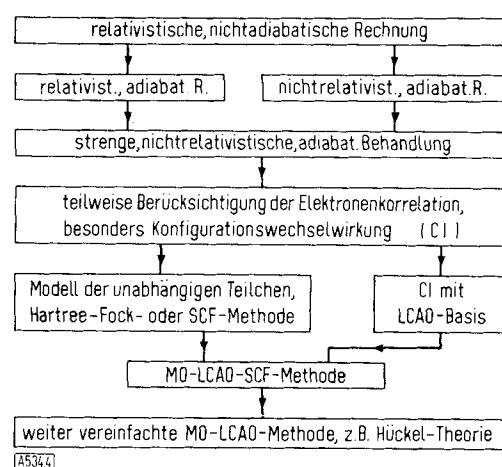 relativistische, nichtadiabatische Rechnung
relativist., adiabat. R.
nichtrelativist., adiabat. R.
strenge, nichtrelativistische, adiabat. Behandlung
teilweise Berücksichtigung der Elektronenkorrelation,
besonders Konfigurationswechselwirkung (CI)
Modell der unabhängigen Teilchen,
Hartree-Fock- oder SCF-Methode
CI mit
LCAO-Basis
MO-LCAO-SCF-Methode
weiter vereinfachte MO-LCAO-Methode, z.B. Hückel-Theorie
A534.4